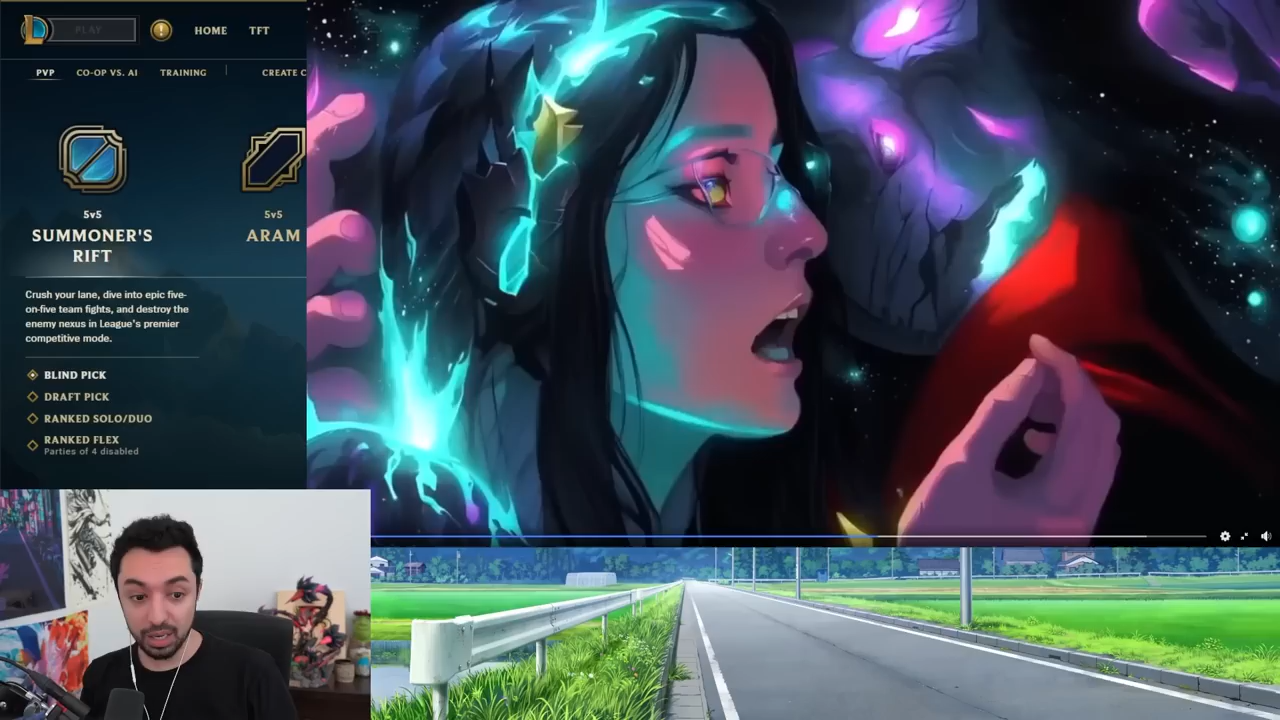 PLAY
HOME
TFT
PVP
CO-OP VS. AI
TRAINING
CREATE C
5v5
SUMMONER'S
RIFT
5v5
ARAM
Crush your lane, dive into epic five-
on-five team fights, and destroy the
enemy nexus in League's premier
competitive mode.
BLIND PICK
DRAFT PICK
RANKED SOLO/DUO
RANKED FLEX
Parties of 4 disabled